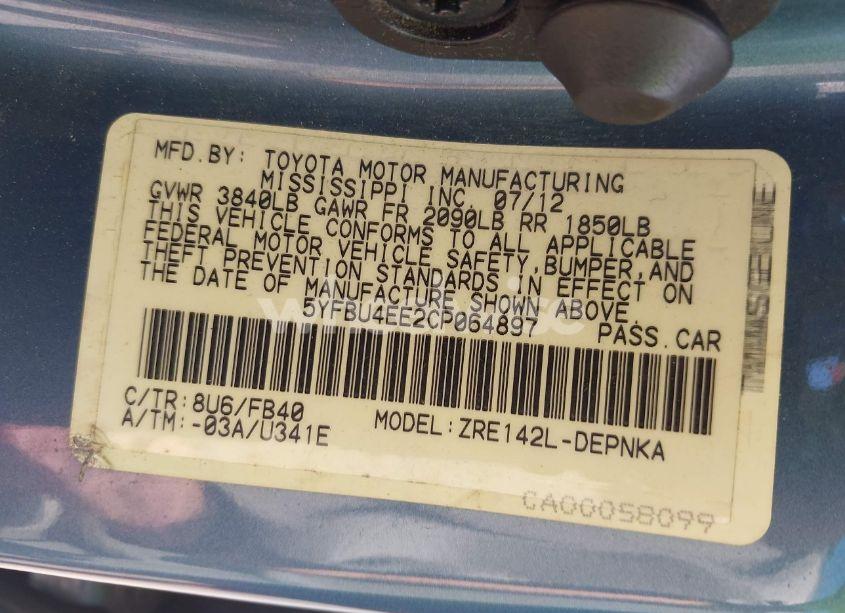 MFD.BY: TOYOTA MOTOR MANUFACTURING
MISSISSIPPI INC. 07/12
GVWR 3840LB GAWR FR 2090LB RR 1850LB
THIS VEHICLE CONFORMS TO ALL APPLICABLE
FEDERAL MOTOR VEHICLE SAFETY,BUMPER,AND
THEFT PREVENTION STANDARDS IN EFFECT ON
THE DATE OF MANUFACTURE SHOWN ABOVE.
5YFBU4EE2CP064897 PASS.CAR
C/TR:8U6/FB40
A/TM:-03A/U341E MODEL:ZRE142L-DEPNKA
CA00058099